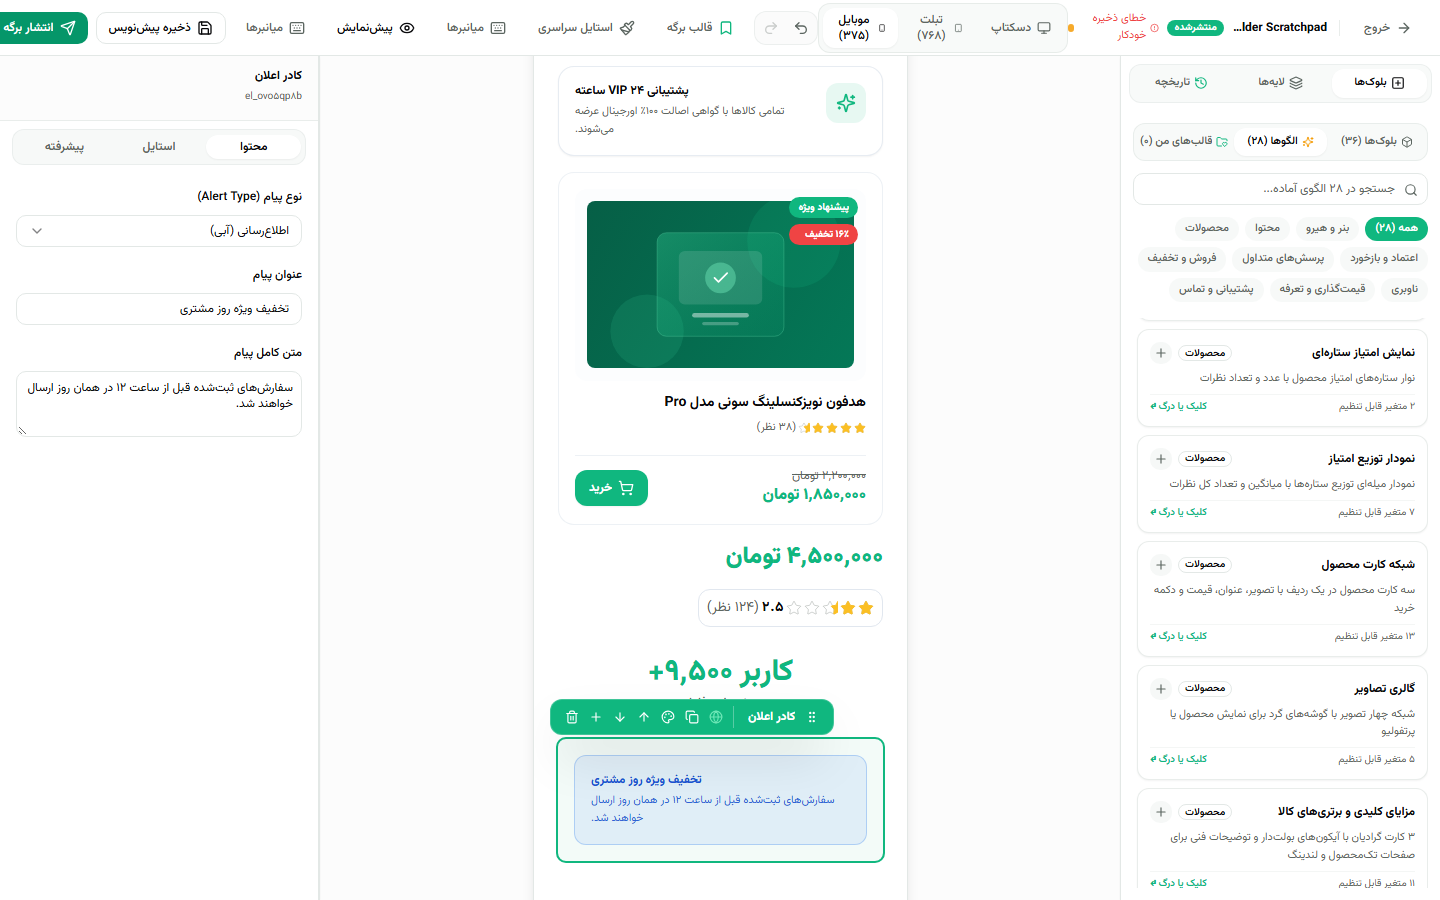 خروج
...lder Scratchpad
منتشرشده
خطای ذخیره خودکار
دسکتاپ
تبلت (۷۶۸)
موبایل (۳۷۵)
قالب برگه
استایل سراسری
میانبرها
پیش‌نمایش
میانبرها
ذخیره پیش‌نویس
انتشار برگه
بلوک‌ها
لایه‌ها
تاریخچه
بلوک‌ها (۳۶)
الگوها (۲۸)
قالب‌های من (۰)
جستجو در ۲۸ الگوی آماده...
همه (۲۸)
بنر و هیرو
محتوا
محصولات
اعتماد و بازخورد
پرسش‌های متداول
فروش و تخفیف
ناوبری
قیمت‌گذاری و تعرفه
پشتیبانی و تماس
نمایش امتیاز ستاره‌ای
محصولات
نوار ستاره‌های امتیاز محصول با عدد و تعداد نظرات
۲ متغیر قابل تنظیم
کلیک یا درگ
نمودار توزیع امتیاز
محصولات
نمودار میله‌ای توزیع ستاره‌ها با میانگین و تعداد کل نظرات
۷ متغیر قابل تنظیم
کلیک یا درگ
شبکه کارت محصول
محصولات
سه کارت محصول در یک ردیف با تصویر، عنوان، قیمت و دکمه
خرید
۱۳ متغیر قابل تنظیم
کلیک یا درگ
گالری تصاویر
محصولات
شبکه چهار تصویر با گوشه‌های گرد برای نمایش محصول یا
پرتفولیو
۵ متغیر قابل تنظیم
کلیک یا درگ
مزایای کلیدی و برتری‌های کالا
محصولات
۳ کارت گرادیان با آیکون‌های بولت‌دار و توضیحات فنی برای
صفحات تک‌محصول و لندینگ
۱۱ متغیر قابل تنظیم
کلیک یا درگ
پشتیبانی VIP ۲۴ ساعته
تمامی کالاها با گواهی اصالت ۱۰۰٪ اورجینال عرضه
می‌شوند.
پیشنهاد ویژه
۱۶٪ تخفیف
هدفون نویزکنسلینگ سونی مدل Pro
(۳۸ نظر)
۲,۲۰۰,۰۰۰ تومان
۱,۸۵۰,۰۰۰ تومان
خرید
۴,۵۰۰,۰۰۰ تومان
۲.۵ (۱۲۴ نظر)
کاربر ۹,۵۰۰+
کادر اعلان
تخفیف ویژه روز مشتری
سفارش‌های ثبت‌شده قبل از ساعت ۱۲ در همان روز ارسال
خواهند شد.
کادر اعلان
el_ovo۵qp۸b
محتوا
استایل
پیشرفته
نوع پیام (Alert Type)
اطلاع‌رسانی (آبی)
عنوان پیام
تخفیف ویژه روز مشتری
متن کامل پیام
سفارش‌های ثبت‌شده قبل از ساعت ۱۲ در همان روز ارسال
خواهند شد.